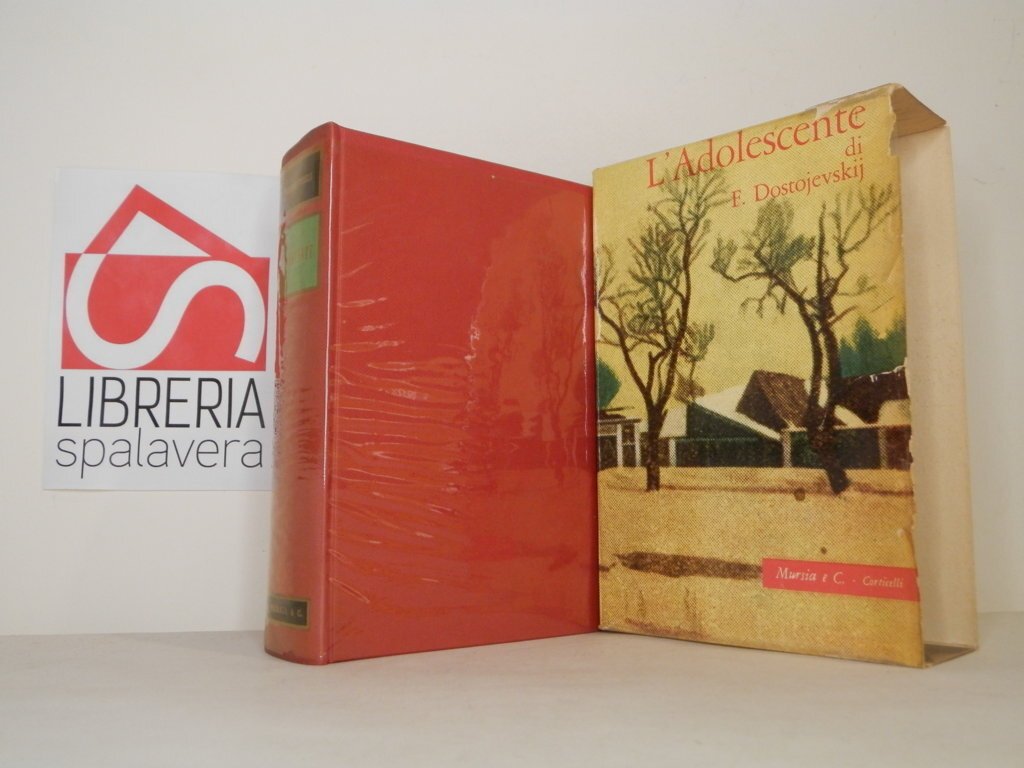 LIBRERIA
spalavera
L'Adolescente
di
F. Dostojevskij
Mursia e C. - Corticelli